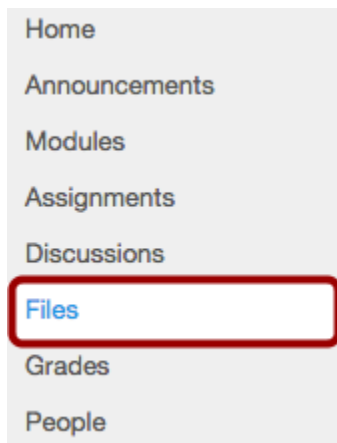 Home
Announcements
Modules
Assignments
Discussions
Files
Grades
People